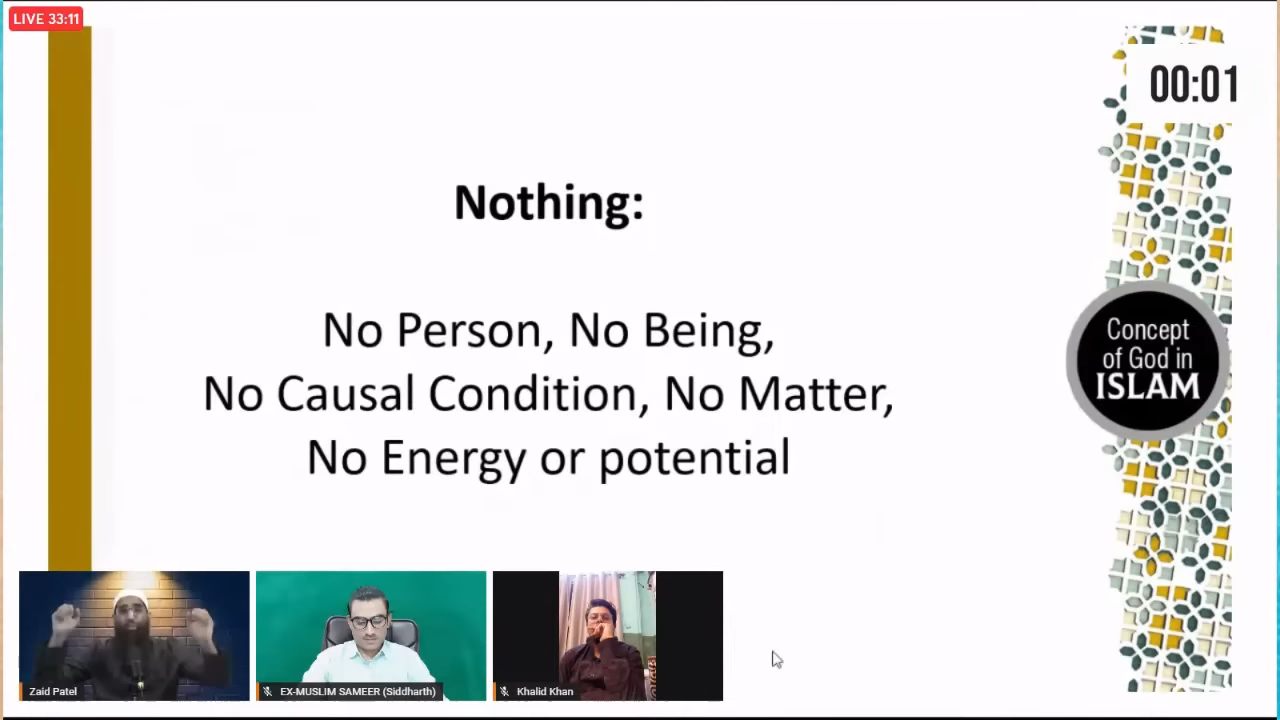 LIVE 33:11
00:01
Nothing:
No Person, No Being,
No Causal Condition, No Matter,
No Energy or potential
Concept
of God in
ISLAM
Zaid Patel
EX-MUSLIM SAMEER (Siddharth)
Khalid Khan